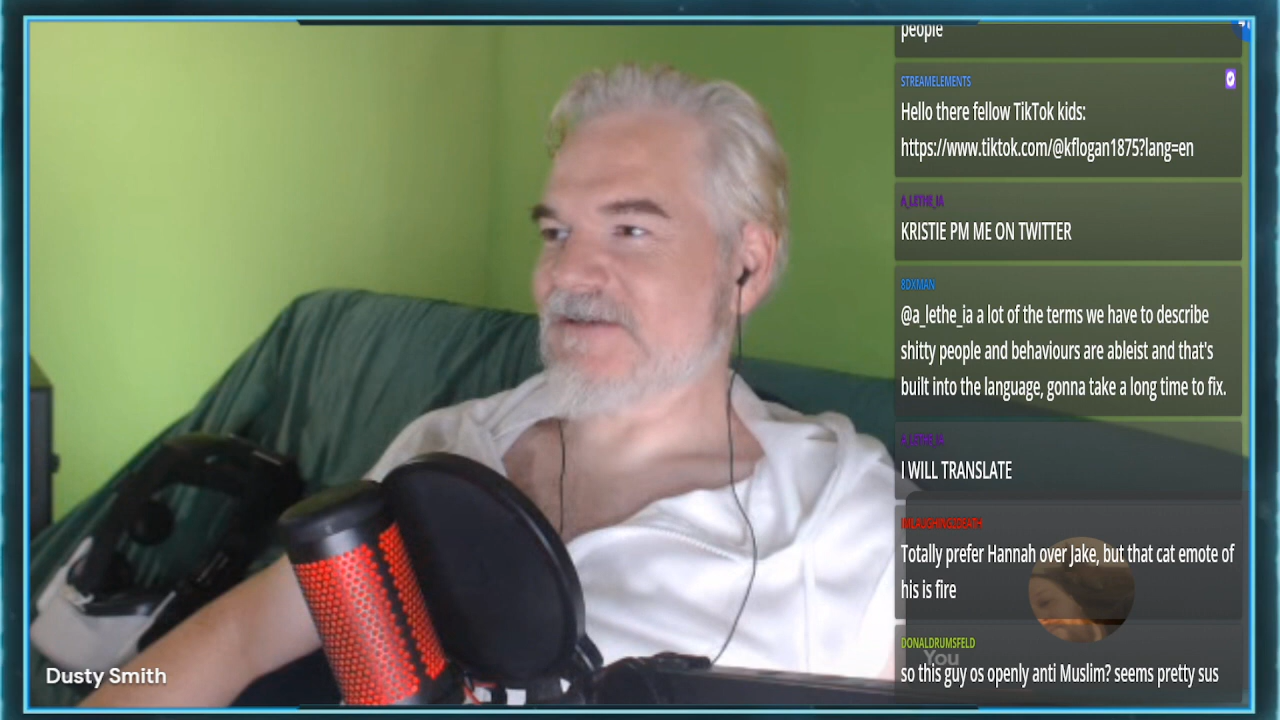 people
STREAMELEMENTS
Hello there fellow TikTok kids:
https://www.tiktok.com/@kflogan1875?lang=en
A_LETHE_IA
KRISTIE PM ME ON TWITTER
8DXMAN
@a_lethe_ia a lot of the terms we have to describe
shitty people and behaviours are ableist and that's
built into the language, gonna take a long time to fix.
A_LETHE_IA
I WILL TRANSLATE
IMLAUGHING2DEATH
Totally prefer Hannah over Jake, but that cat emote of
his is fire
DONALDRUMSFELD
You
so this guy os openly anti Muslim? seems pretty sus
Dusty Smith